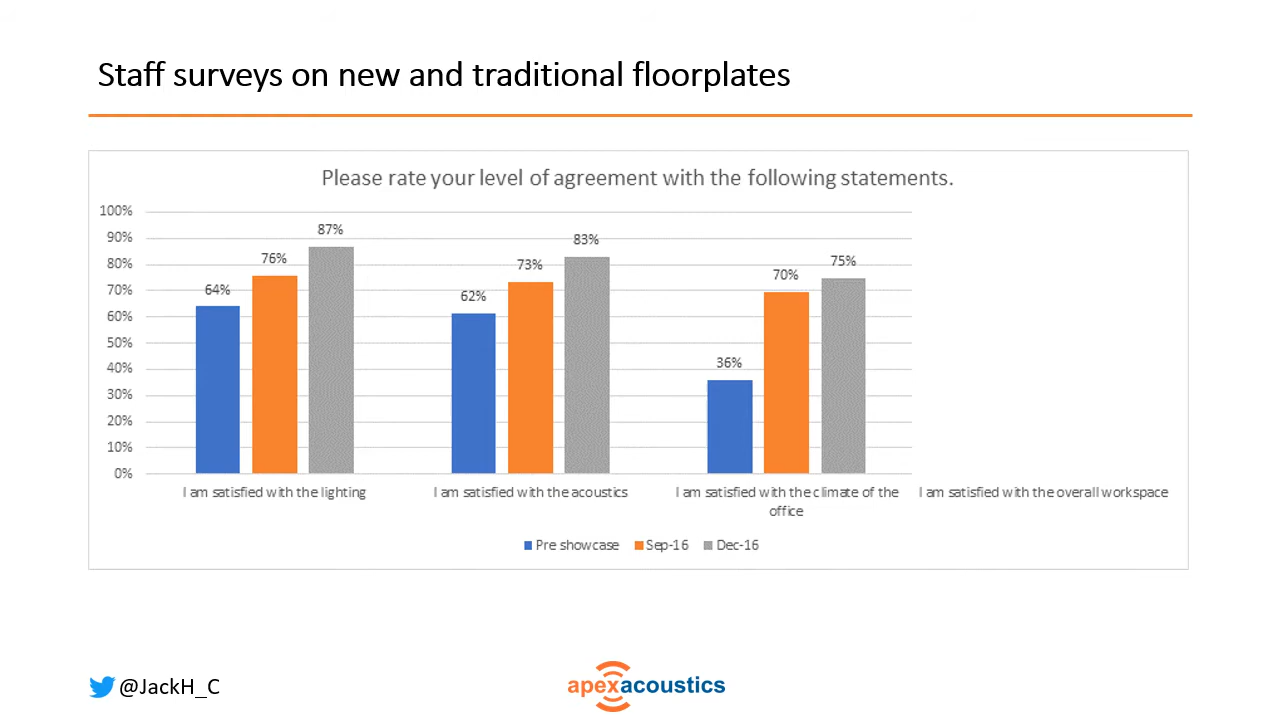 Staff surveys on new and traditional floorplates
Please rate your level of agreement with the following statements.
100%
90%
80%
70%
60%
50%
40%
30%
20%
10%
0%
64%
76%
87%
62%
73%
83%
36%
70%
75%
I am satisfied with the lighting
I am satisfied with the acoustics
I am satisfied with the climate of the
office
I am satisfied with the overall workspace
Pre showcase
Sep-16
Dec-16
@JackH_C
apexacoustics